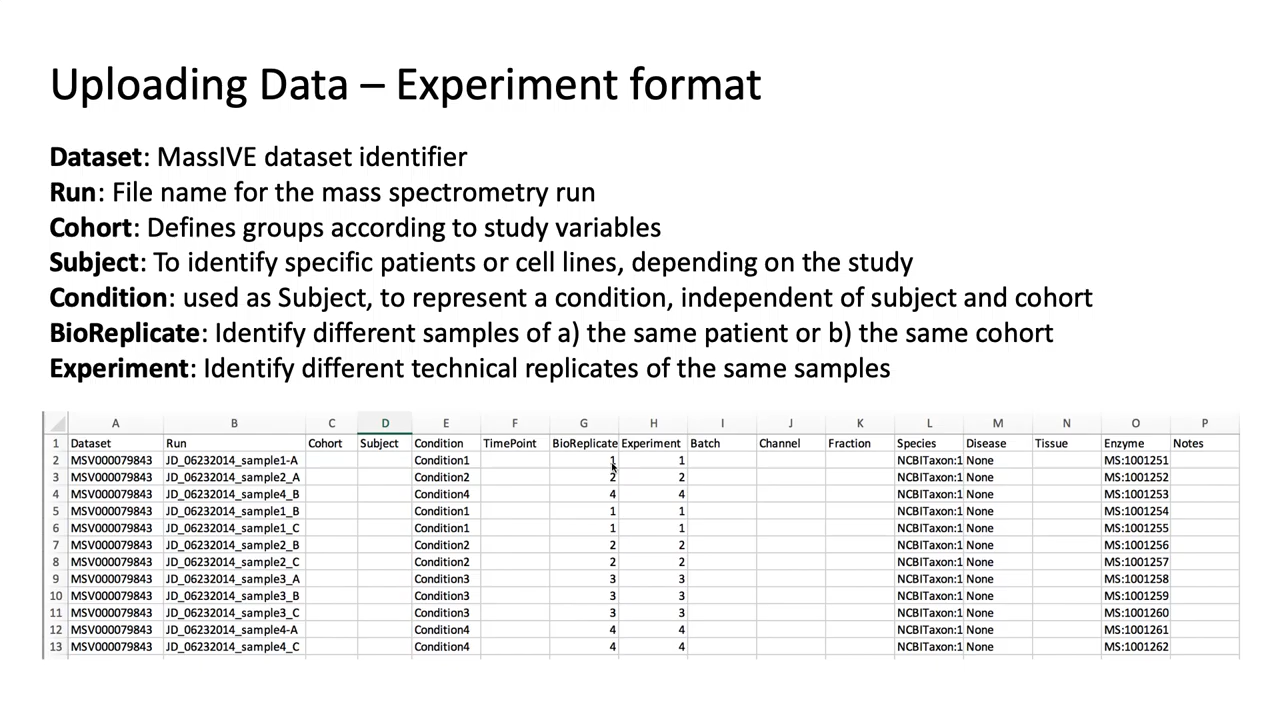 Uploading Data – Experiment format
Dataset: MassIVE dataset identifier
Run: File name for the mass spectrometry run
Cohort: Defines groups according to study variables
Subject: To identify specific patients or cell lines, depending on the study
Condition: used as Subject, to represent a condition, independent of subject and cohort
BioReplicate: Identify different samples of a) the same patient or b) the same cohort
Experiment: Identify different technical replicates of the same samples
A B C D E F G H I J K L M N O P
1 Dataset Run Cohort Subject Condition TimePoint BioReplicate Experiment Batch Channel Fraction Species Disease Tissue Enzyme Notes
2 MSV000079843 JD_06232014_sample1-A Condition1 1 1 NCBITaxon:1 None MS:1001251
3 MSV000079843 JD_06232014_sample2_A Condition2 2 2 NCBITaxon:1 None MS:1001252
4 MSV000079843 JD_06232014_sample4_B Condition4 4 4 NCBITaxon:1 None MS:1001253
5 MSV000079843 JD_06232014_sample1_B Condition1 1 1 NCBITaxon:1 None MS:1001254
6 MSV000079843 JD_06232014_sample1_C Condition1 1 1 NCBITaxon:1 None MS:1001255
7 MSV000079843 JD_06232014_sample2_B Condition2 2 2 NCBITaxon:1 None MS:1001256
8 MSV000079843 JD_06232014_sample2_C Condition2 2 2 NCBITaxon:1 None MS:1001257
9 MSV000079843 JD_06232014_sample3_A Condition3 3 3 NCBITaxon:1 None MS:1001258
10 MSV000079843 JD_06232014_sample3_B Condition3 3 3 NCBITaxon:1 None MS:1001259
11 MSV000079843 JD_06232014_sample3_C Condition3 3 3 NCBITaxon:1 None MS:1001260
12 MSV000079843 JD_06232014_sample4-A Condition4 4 4 NCBITaxon:1 None MS:1001261
13 MSV000079843 JD_06232014_sample4_C Condition4 4 4 NCBITaxon:1 None MS:1001262